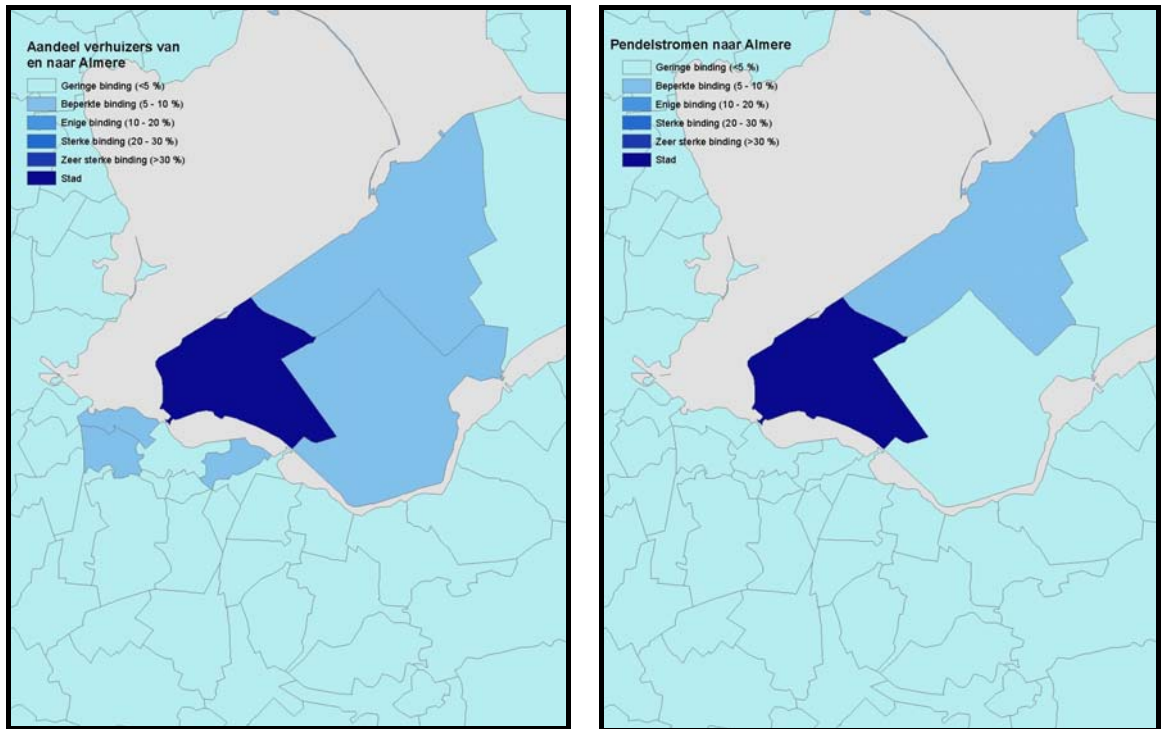 Aandeel verhuizers van
en naar Almere
Geringe binding (<5 %)
Beperkte binding (5 - 10 %)
Enige binding (10 - 20 %)
Sterke binding (20 - 30 %)
Zeer sterke binding (>30 %)
Stad
Pendelstromen naar Almere
Geringe binding (<5 %)
Beperkte binding (5 - 10 %)
Enige binding (10 - 20 %)
Sterke binding (20 - 30 %)
Zeer sterke binding (>30 %)
Stad